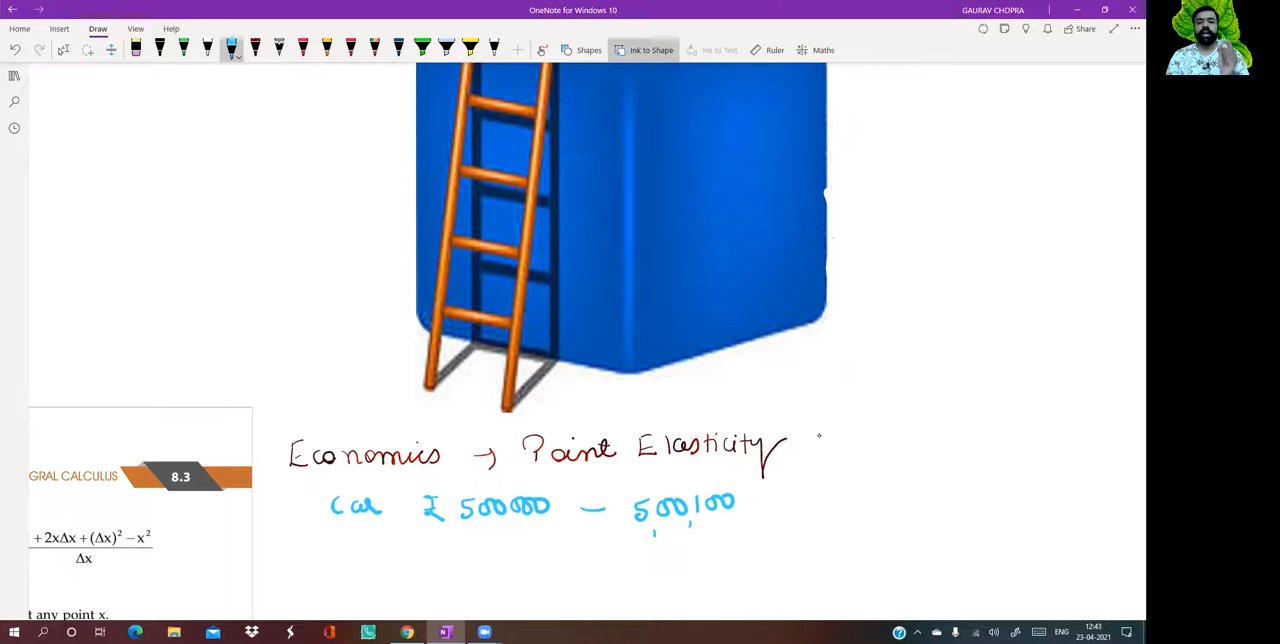 OneNote for Windows 10
GAURAV CHOPRA
Home Insert Draw View Help
Share
Shapes Ink to Shape Ink to Text Ruler Maths
Economics → Point Elasticity
GRAL CALCULUS 8.3
Car ₹ 500000 — 5,00,100
+ 2xΔx + (Δx)² − x²
Δx
t any point x.
ENG
12:43
23-04-2021